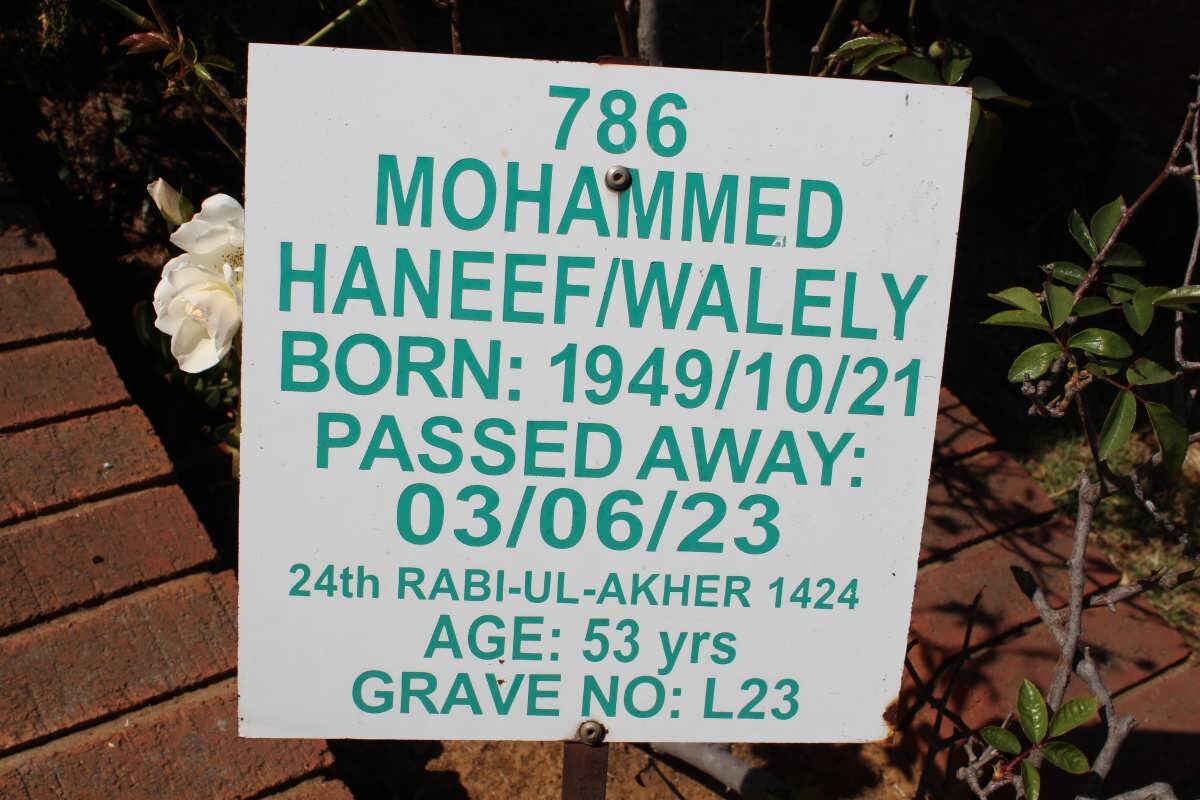 786
MOHAMMED
HANEEF/WALELY
BORN: 1949/10/21
PASSED AWAY:
03/06/23
24th RABI-UL-AKHER 1424
AGE: 53 yrs
GRAVE NO: L23